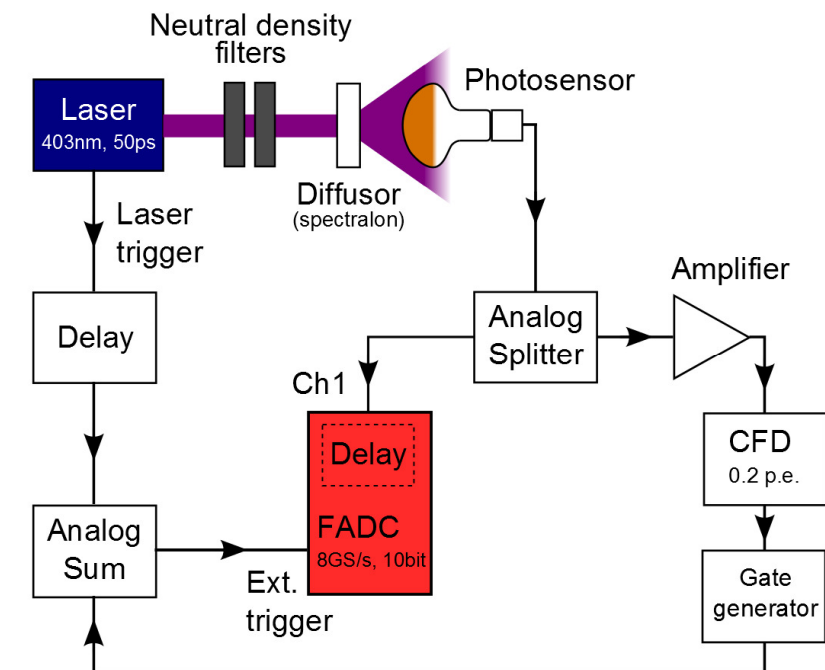 Neutral density
filters
Laser
403nm, 50ps
Photosensor
Diffusor
(spectralon)
Laser
trigger
Delay
Analog
Splitter
Amplifier
Ch1
Delay
FADC
8GS/s, 10bit
CFD
0.2 p.e.
Analog
Sum
Ext.
trigger
Gate
generator